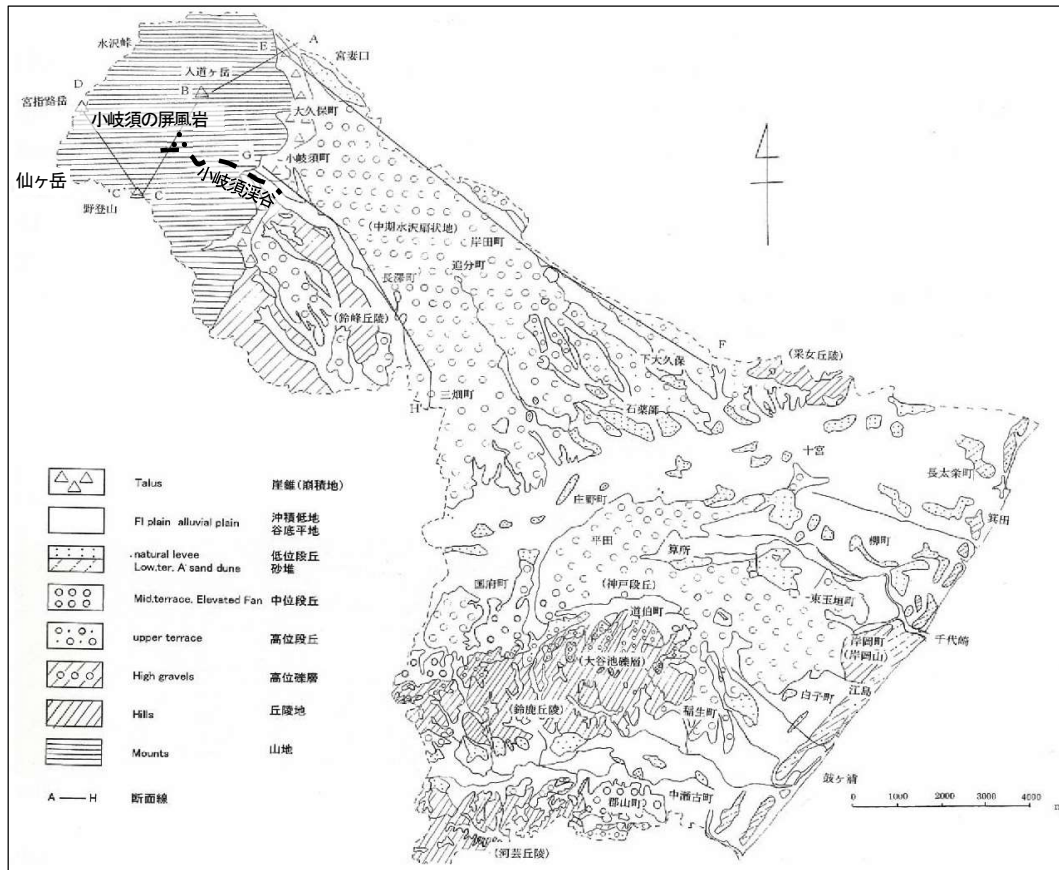 水沢峠
E
A
宮妻口
入道ヶ岳
D
B
宮指路岳
大久保町
小岐須の屏風岩
G
小岐須町
小岐須渓谷
仙ヶ岳
C
C
野登山
(中期水沢扇状地)
岸田町
追分町
長澤町
(鈴峰丘陵)
F
(采女丘陵)
下大久保
三畑町
H
石薬師
十宮
長太栄町
庄野町
箕田
平田
算所
柳町
国府町
(神戸段丘)
東玉垣町
道伯町
千代崎
岸岡町
(岸岡山)
(大谷池礫層)
江島
白子町
(鈴鹿丘陵)
稲生町
鼓ヶ浦
中瀬古町
郡山町
(河芸丘陵)
0 1000 2000 3000 4000 m
Talus 崖錐(崩積地)
Fl plain alluvial plain 沖積低地
谷底平地
natural levee 低位段丘
Low.ter. A' sand dune 砂堆
Mid.terrace. Elevated Fan 中位段丘
upper terrace 高位段丘
High gravels 高位礫層
Hills 丘陵地
Mounts 山地
A — H 断面線